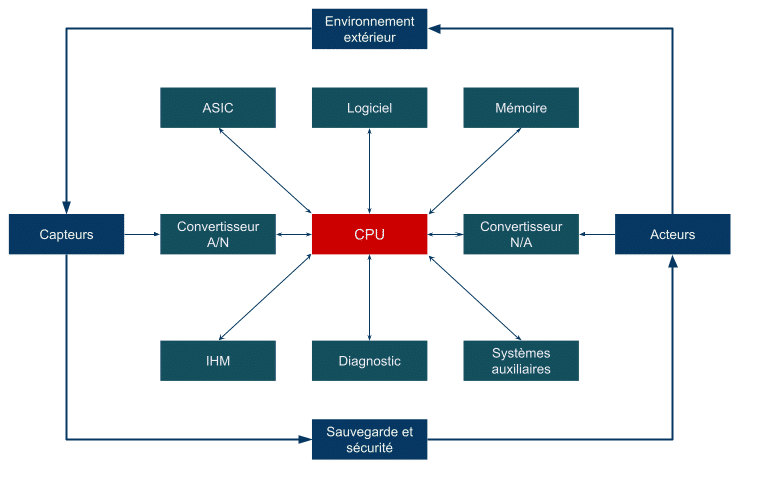 Environnement
extérieur
ASIC
Logiciel
Mémoire
Capteurs
Convertisseur
A/N
CPU
Convertisseur
N/A
Acteurs
IHM
Diagnostic
Systèmes
auxiliaires
Sauvegarde et
sécurité